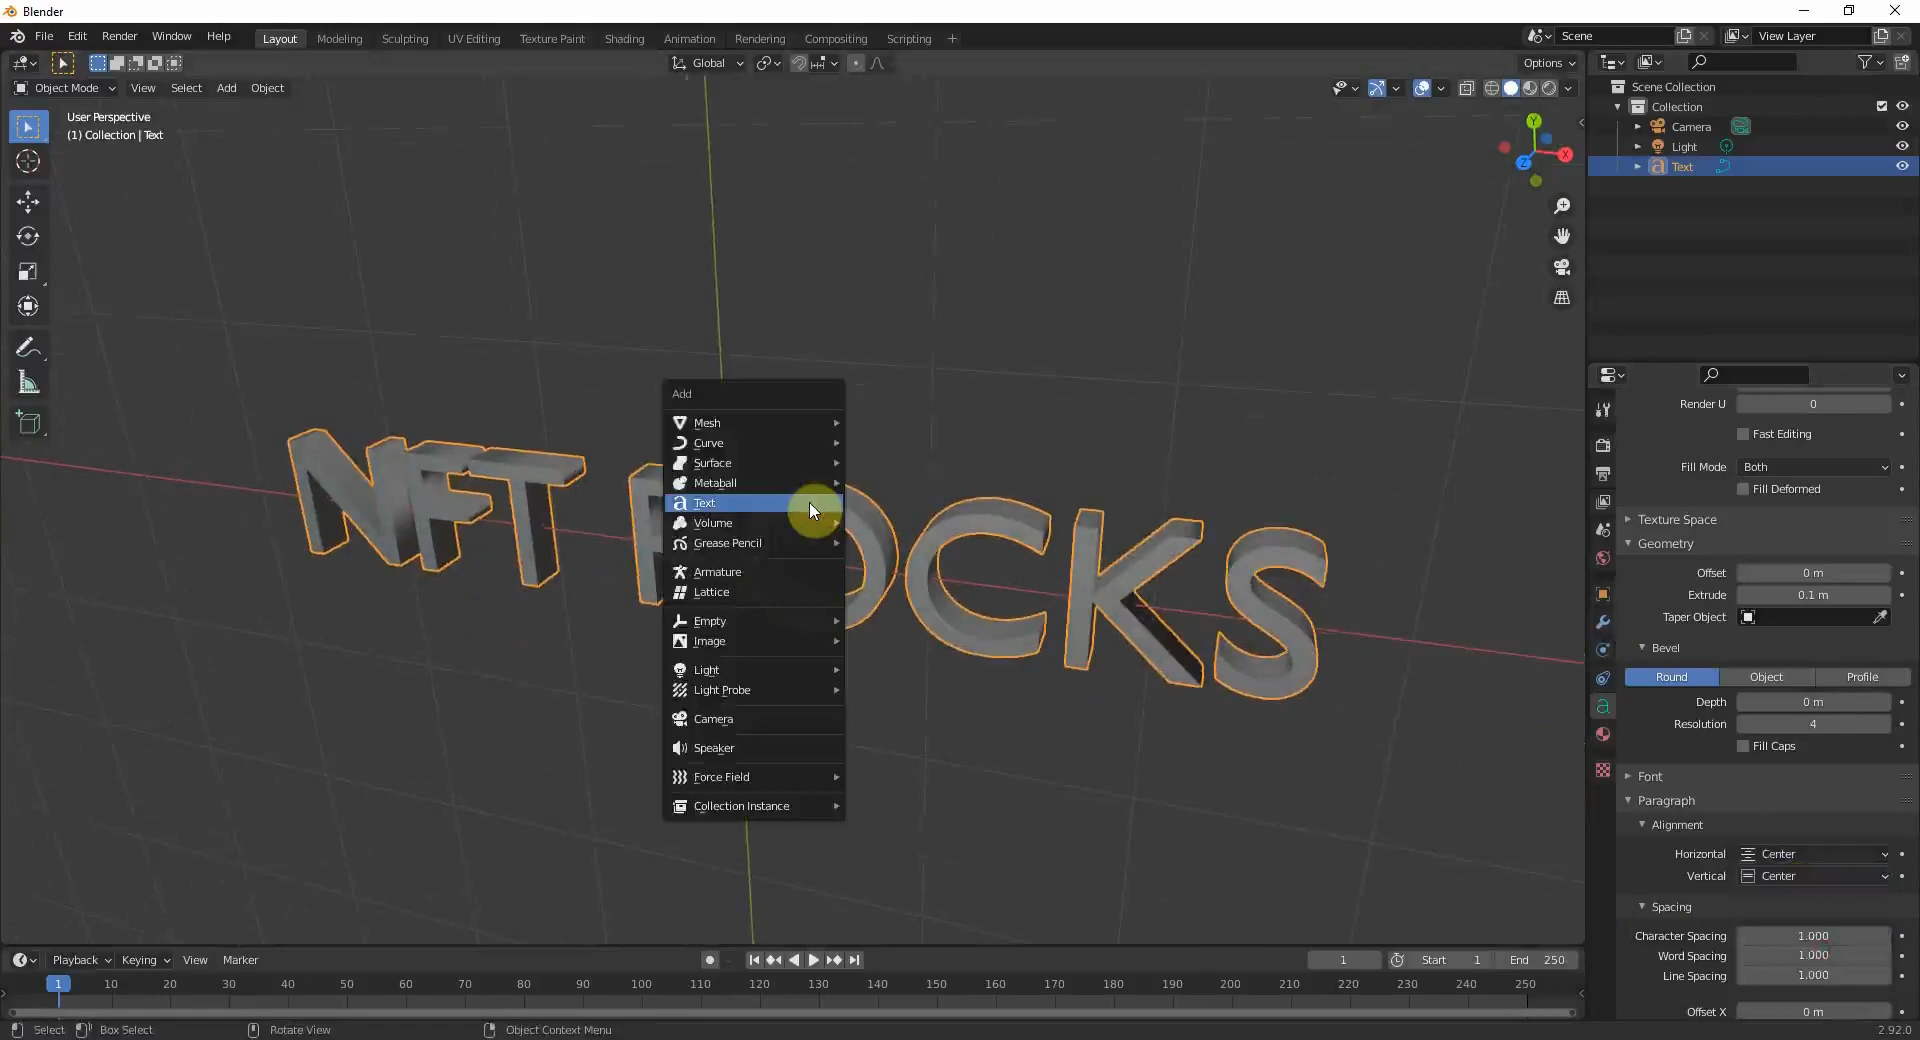 Blender
File Edit Render Window Help
Layout Modeling Sculpting UV Editing Texture Paint Shading Animation Rendering Compositing Scripting +
Scene
View Layer
Global
Options
Object Mode View Select Add Object
User Perspective
(1) Collection | Text
Y
X
Z
Scene Collection
Collection
Camera
Light
Text
NFT OCKS
Add
Mesh
Curve
Surface
Metaball
Text
Volume
Grease Pencil
Armature
Lattice
Empty
Image
Light
Light Probe
Camera
Speaker
Force Field
Collection Instance
Render U 0
Fast Editing
Fill Mode Both
Fill Deformed
Texture Space
Geometry
Offset 0 m
Extrude 0.1 m
Taper Object
Bevel
Round Object Profile
Depth 0 m
Resolution 4
Fill Caps
Font
Paragraph
Alignment
Horizontal Center
Vertical Center
Spacing
Character Spacing 1.000
Word Spacing 1.000
Line Spacing 1.000
Offset X 0 m
Playback Keying View Marker
1 Start 1 End 250
1 10 20 30 40 50 60 70 80 90 100 110 120 130 140 150 160 170 180 190 200 210 220 230 240 250
Select Box Select Rotate View Object Context Menu
2.92.0